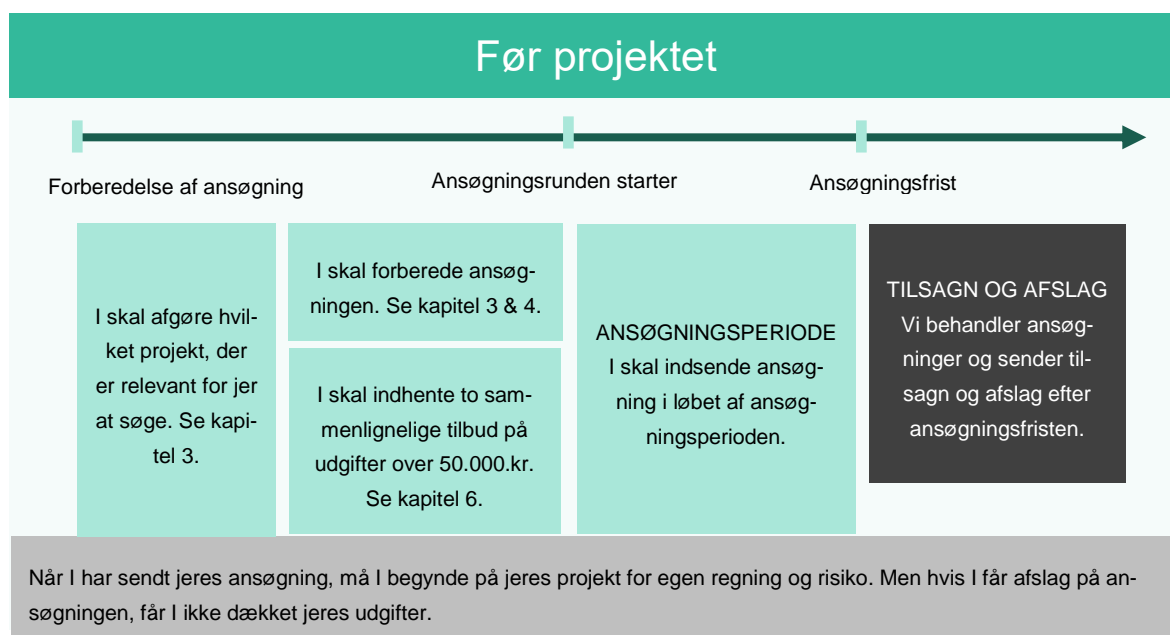 Før projektet
Forberedelse af ansøgning
Ansøgningsrunden starter
Ansøgningsfrist
I skal afgøre hvil-
ket projekt, der
er relevant for jer
at søge. Se kapi-
tel 3.
I skal forberede ansøg-
ningen. Se kapitel 3 & 4.
I skal indhente to sam-
menlignelige tilbud på
udgifter over 50.000.kr.
Se kapitel 6.
ANSØGNINGSPERIODE
I skal indsende ansøg-
ning i løbet af ansøg-
ningsperioden.
TILSAGN OG AFSLAG
Vi behandler ansøg-
ninger og sender til-
sagn og afslag efter
ansøgningsfristen.
Når I har sendt jeres ansøgning, må I begynde på jeres projekt for egen regning og risiko. Men hvis I får afslag på an-
søgningen, får I ikke dækket jeres udgifter.